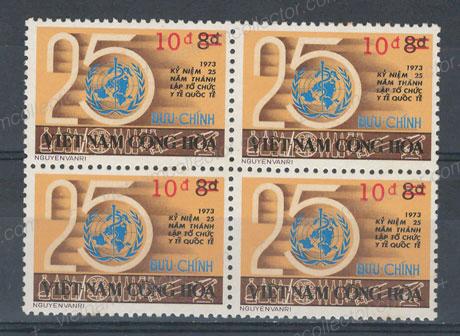 10đ 8đ
25
1973
KỶ NIỆM 25
NĂM THÀNH
LẬP TỔ CHỨC
Y TẾ QUỐC TẾ
BƯU-CHÍNH
VIỆT-NAM CỘNG HÒA
NGUYENVANRI
10đ 8đ
25
1973
KỶ NIỆM 25
NĂM THÀNH
LẬP TỔ CHỨC
Y TẾ QUỐC TẾ
BƯU-CHÍNH
VIỆT-NAM CỘNG HÒA
10đ 8đ
25
1973
KỶ NIỆM 25
NĂM THÀNH
LẬP TỔ CHỨC
Y TẾ QUỐC TẾ
BƯU-CHÍNH
VIỆT-NAM CỘNG HÒA
NGUYENVANRI
10đ 8đ
25
1973
KỶ NIỆM 25
NĂM THÀNH
LẬP TỔ CHỨC
Y TẾ QUỐC TẾ
BƯU-CHÍNH
VIỆT-NAM CỘNG HÒA
NGUYENVANRI